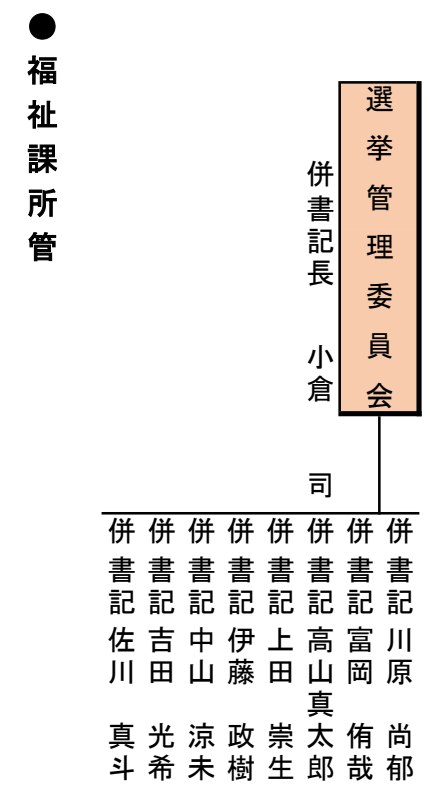 選挙管理委員会
併書記長 小倉 司
併書記 川原 尚郁
併書記 富岡 侑哉
併書記 高山真太郎
併書記 上田 崇生
併書記 伊藤 政樹
併書記 中山 涼未
併書記 吉田 光希
併書記 佐川 真斗
●福祉課所管